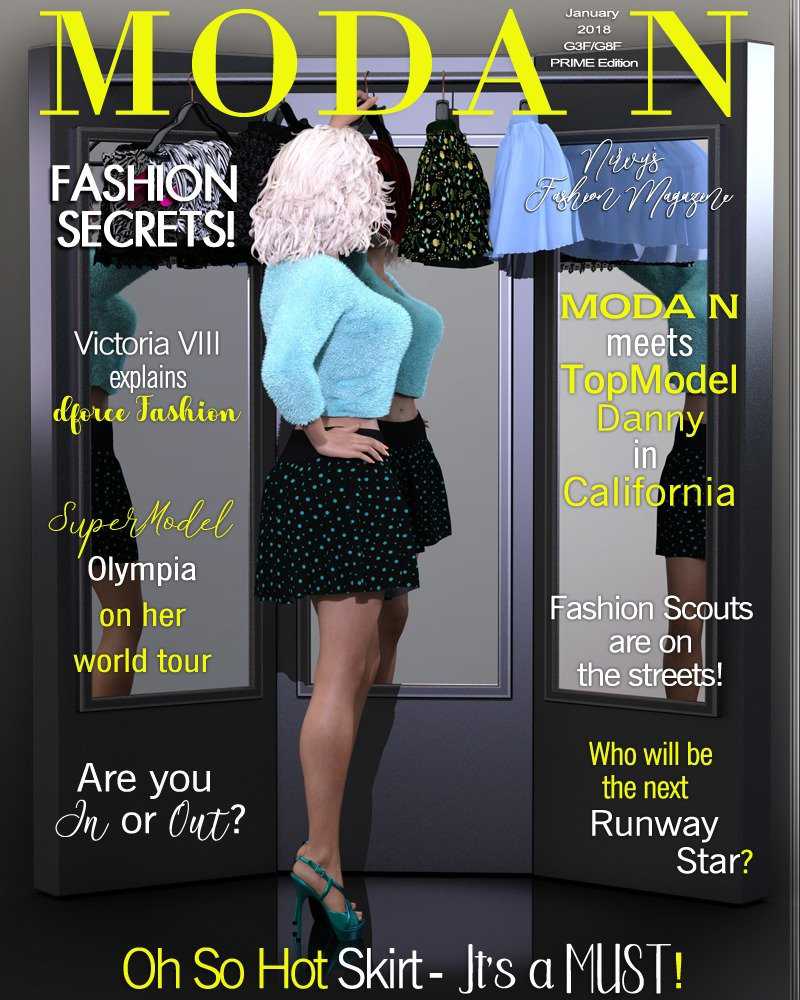 MODA N
January
2018
G3F/G8F
PRIME Edition
FASHION
SECRETS!
Nirvy's
Fashion Magazine
Victoria VIII
explains
dforce Fashion
MODA N
meets
TopModel
Danny
in
California
SuperModel
Olympia
on her
world tour
Fashion Scouts
are on
the streets!
Are you
In or Out?
Who will be
the next
Runway
Star?
Oh So Hot Skirt - It's a MUST!